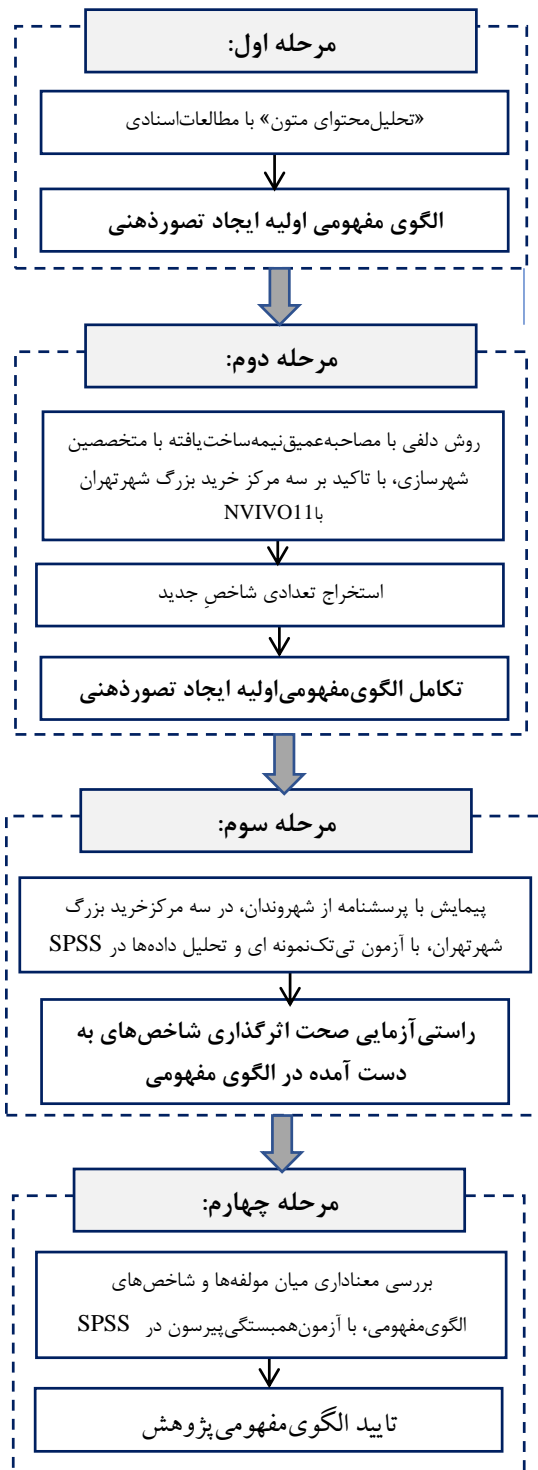 مرحله اول:
«تحلیل‌محتوای متون» با مطالعات‌اسنادی
الگوی مفهومی اولیه ایجاد تصورذهنی
مرحله دوم:
روش دلفی با مصاحبه‌عمیق‌نیمه‌ساخت‌یافته با متخصصین
شهرسازی، با تاکید بر سه مرکز خرید بزرگ شهرتهران
باNVIVO11
استخراج تعدادی شاخصِ جدید
تکامل الگوی‌مفهومی‌اولیه ایجاد تصورذهنی
مرحله سوم:
پیمایش با پرسشنامه از شهروندان، در سه مرکزخرید بزرگ
شهرتهران، با آزمون تی‌تک‌نمونه ای و تحلیل داده‌ها در SPSS
راستی‌آزمایی صحت اثرگذاری شاخص‌های به
دست آمده در الگوی مفهومی
مرحله چهارم:
بررسی معناداری میان مولفه‌ها و شاخص‌های
الگوی‌مفهومی، با آزمون‌همبستگی‌پیرسون در SPSS
تایید الگوی‌مفهومی‌پژوهش